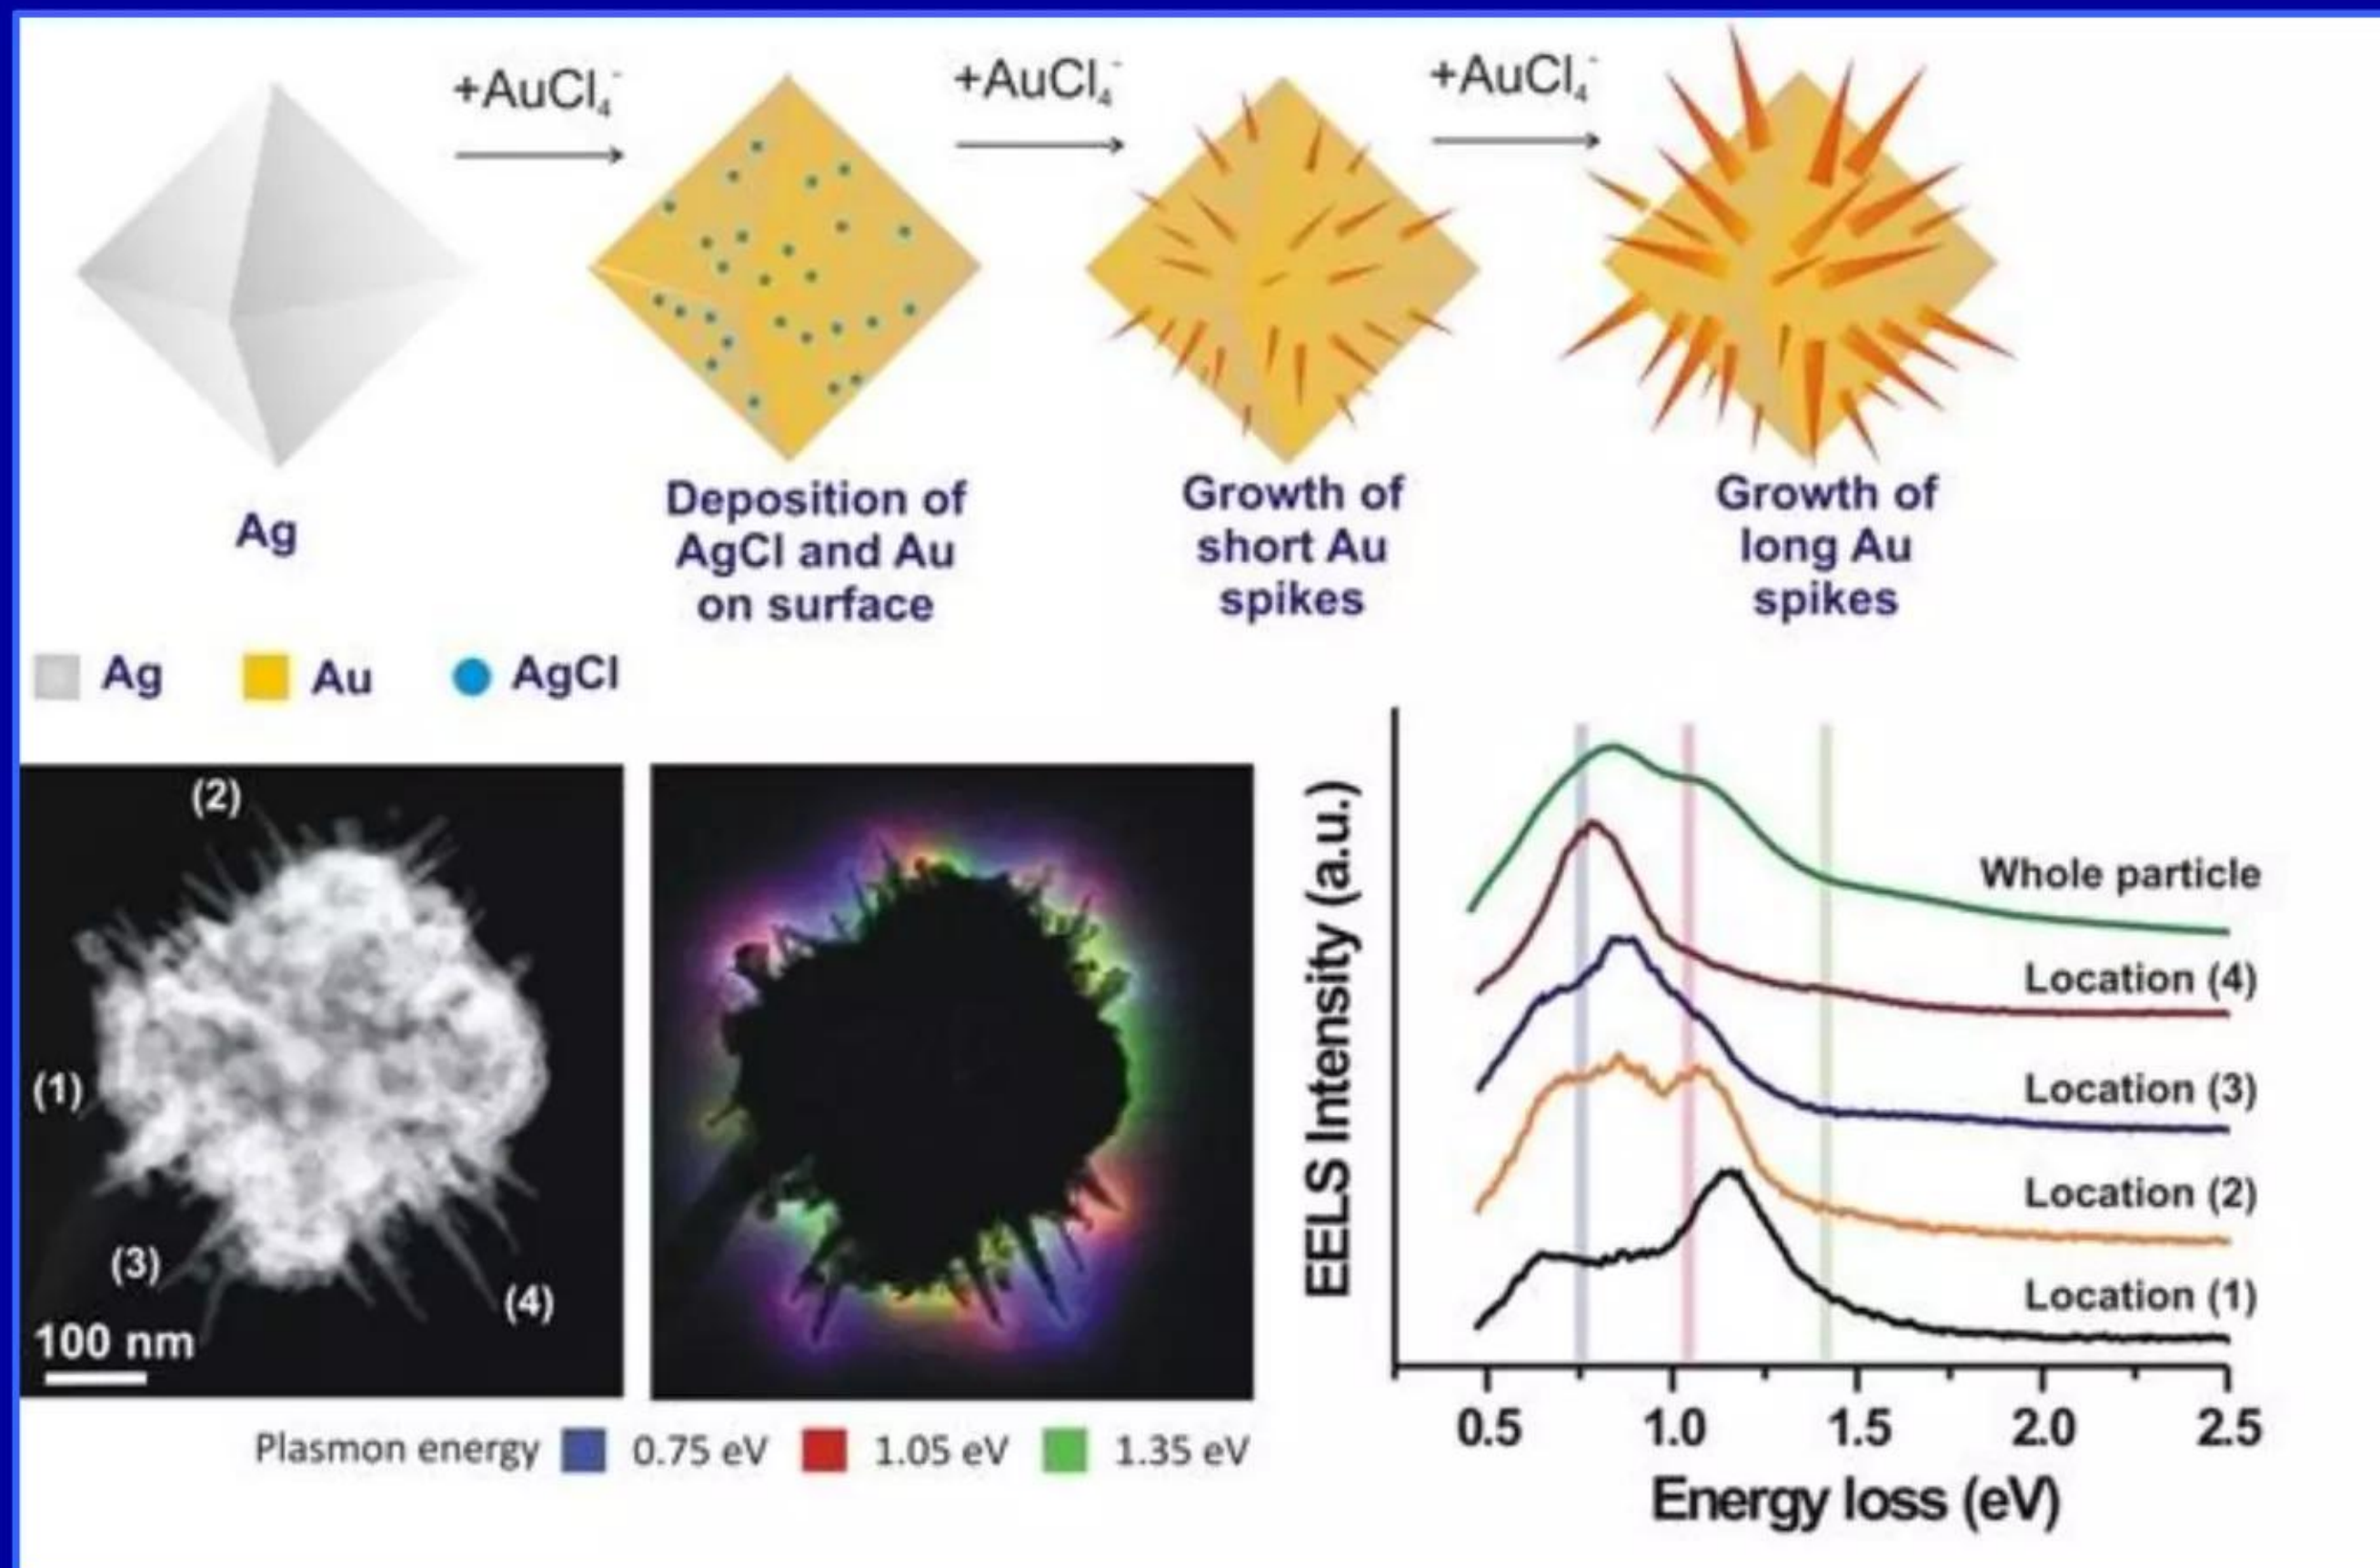 +AuCl₄⁻
+AuCl₄⁻
+AuCl₄⁻
Ag
Deposition of
AgCl and Au
on surface
Growth of
short Au
spikes
Growth of
long Au
spikes
Ag
Au
AgCl
(2)
(1)
(3)
(4)
100 nm
Plasmon energy 0.75 eV 1.05 eV 1.35 eV
EELS Intensity (a.u.)
Whole particle
Location (4)
Location (3)
Location (2)
Location (1)
0.5 1.0 1.5 2.0 2.5
Energy loss (eV)